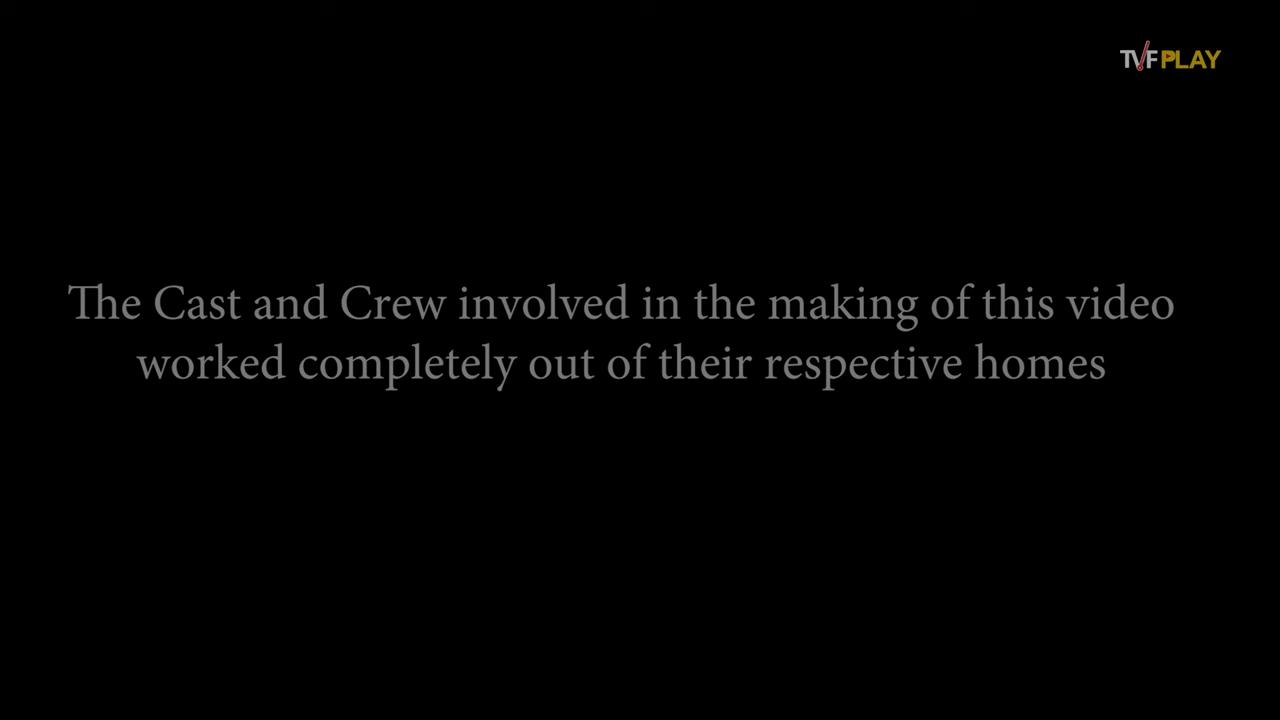 TVFPLAY
The Cast and Crew involved in the making of this video
worked completely out of their respective homes